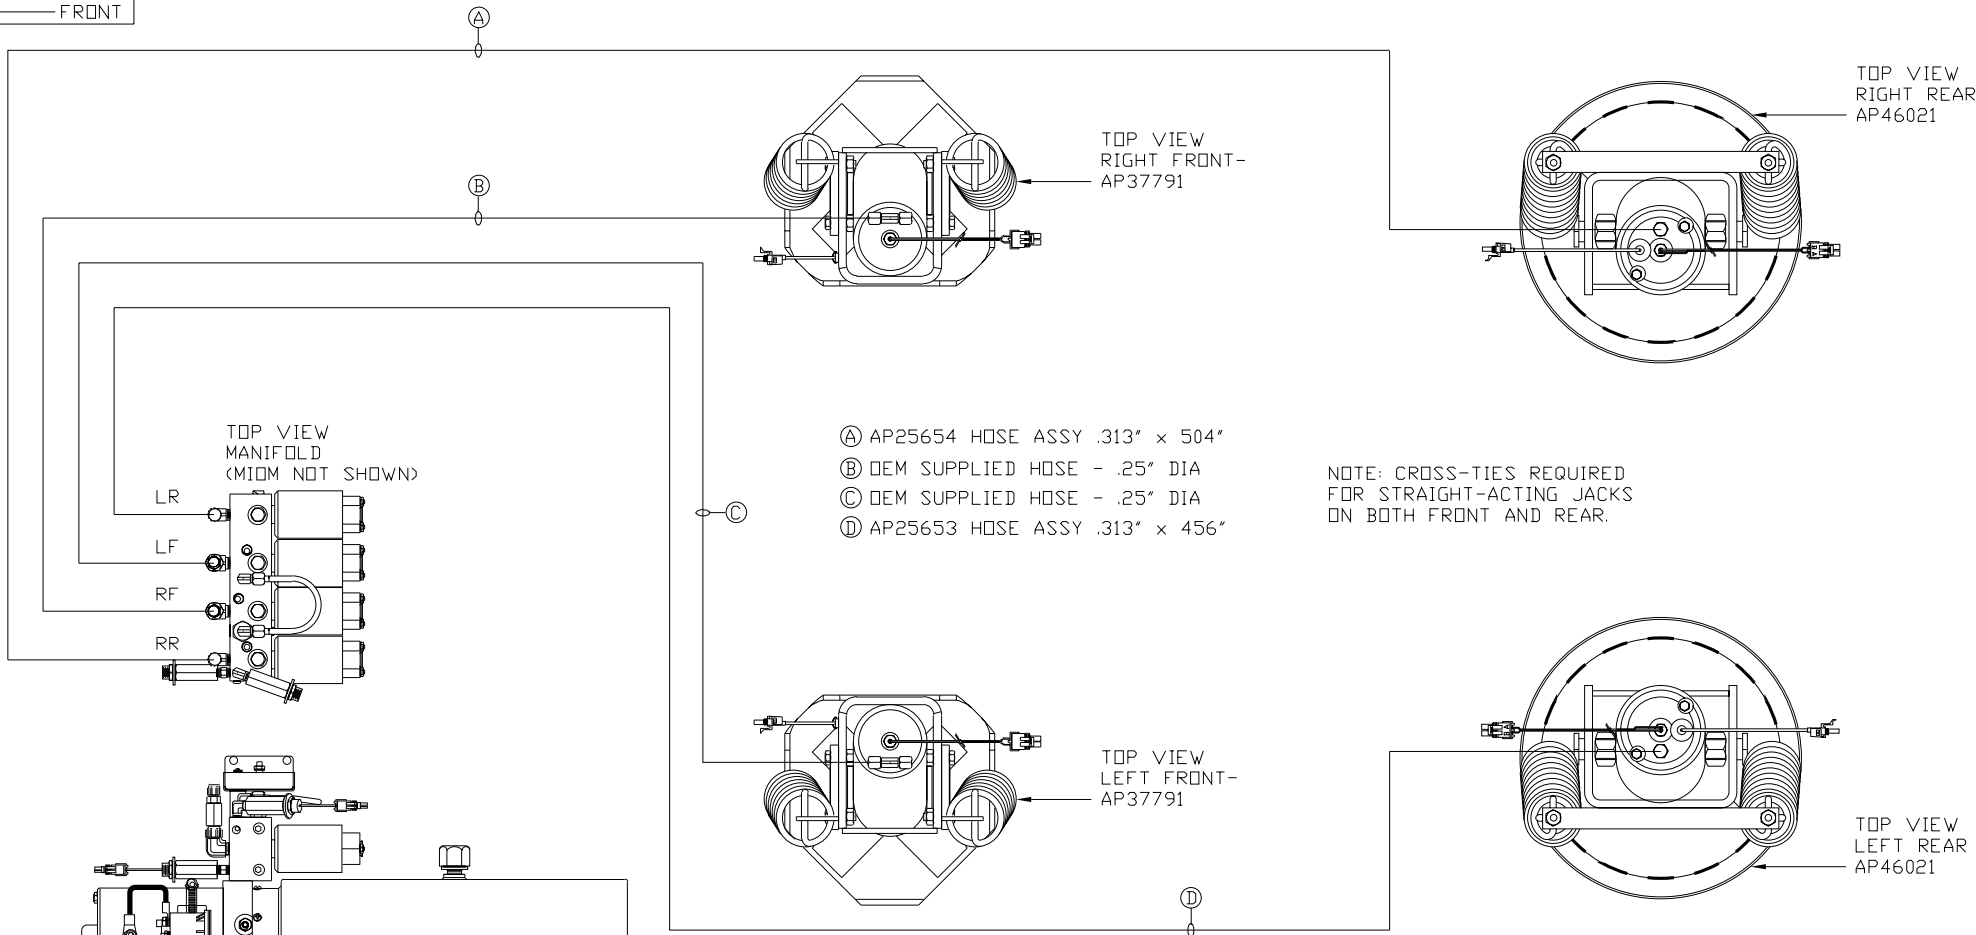 FRONT
A
TOP VIEW
RIGHT REAR
AP46021
TOP VIEW
RIGHT FRONT-
AP37791
B
TOP VIEW
MANIFOLD
(MIOM NOT SHOWN)
LR
LF
RF
RR
C
A AP25654 HOSE ASSY .313" x 504"
B OEM SUPPLIED HOSE - .25" DIA
C OEM SUPPLIED HOSE - .25" DIA
D AP25653 HOSE ASSY .313" x 456"
NOTE: CROSS-TIES REQUIRED
FOR STRAIGHT-ACTING JACKS
ON BOTH FRONT AND REAR.
TOP VIEW
LEFT FRONT-
AP37791
TOP VIEW
LEFT REAR
AP46021
D